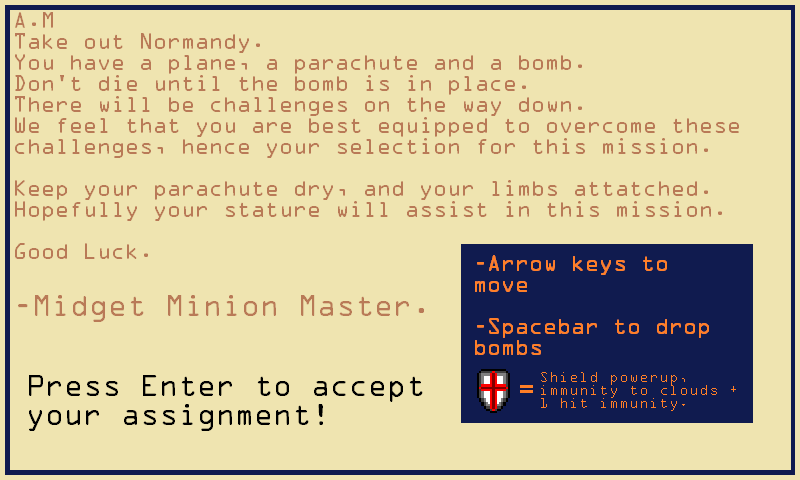 A.M
Take out Normandy.
You have a plane, a parachute and a bomb.
Don't die until the bomb is in place.
There will be challenges on the way down.
We feel that you are best equipped to overcome these
challenges, hence your selection for this mission.
Keep your parachute dry, and your limbs attatched.
Hopefully your stature will assist in this mission.
Good Luck.
-Midget Minion Master.
Press Enter to accept
your assignment!
-Arrow keys to
move
-Spacebar to drop
bombs
= Shield powerup,
immunity to clouds +
1 hit immunity.